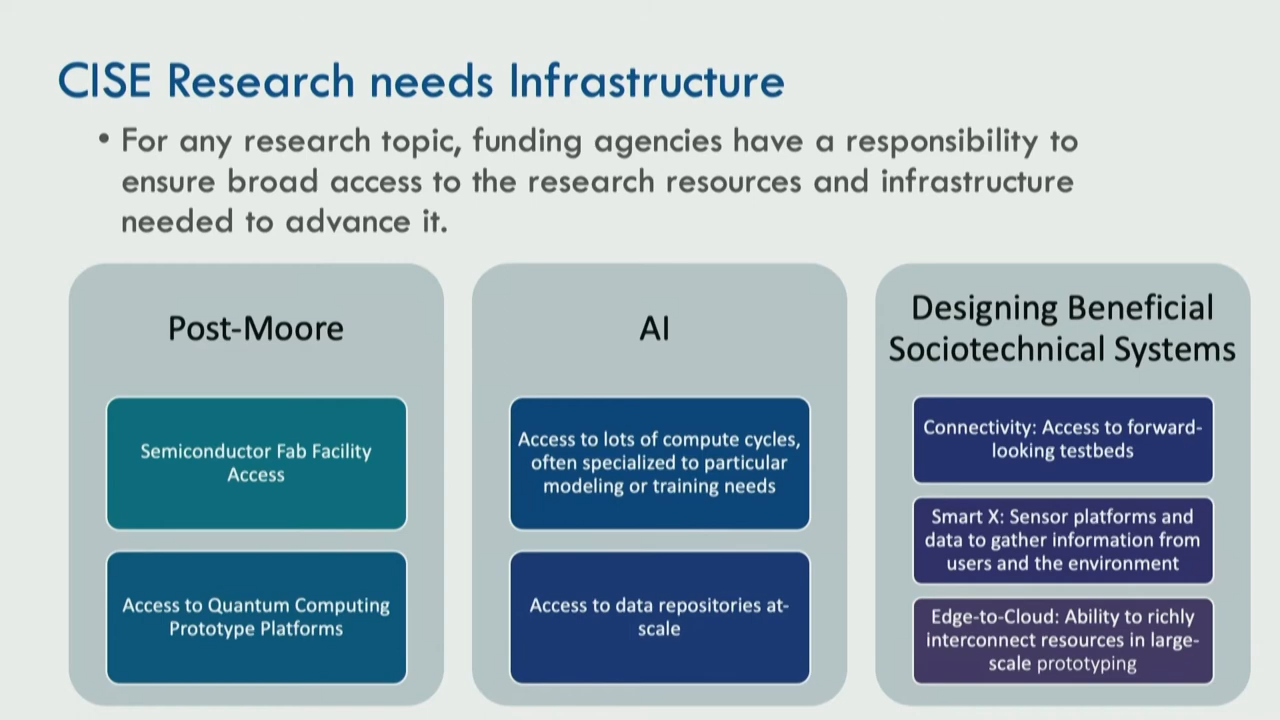 CISE Research needs Infrastructure
• For any research topic, funding agencies have a responsibility to
ensure broad access to the research resources and infrastructure
needed to advance it.
Post-Moore
Semiconductor Fab Facility
Access
Access to Quantum Computing
Prototype Platforms
AI
Access to lots of compute cycles,
often specialized to particular
modeling or training needs
Access to data repositories at-
scale
Designing Beneficial
Sociotechnical Systems
Connectivity: Access to forward-
looking testbeds
Smart X: Sensor platforms and
data to gather information from
users and the environment
Edge-to-Cloud: Ability to richly
interconnect resources in large-
scale prototyping